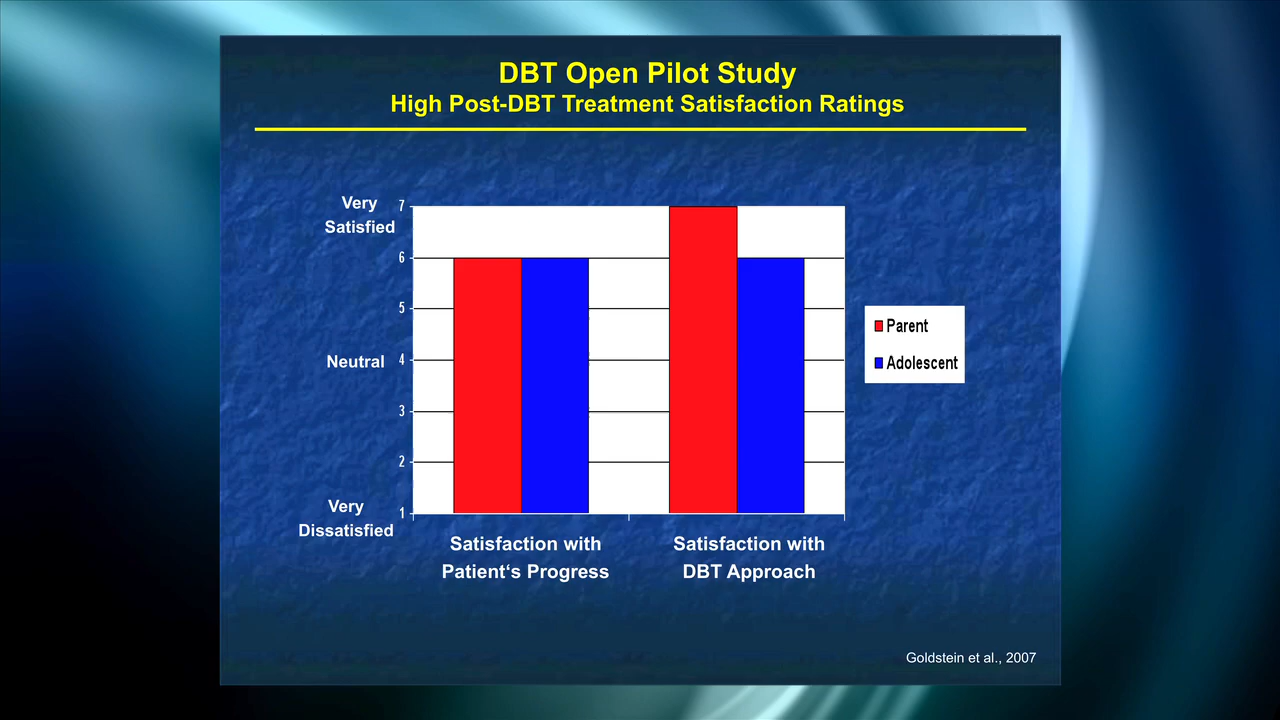 DBT Open Pilot Study
High Post-DBT Treatment Satisfaction Ratings
Very
Satisfied
7
6
5
Neutral 4
3
2
Very
Dissatisfied
1
Parent
Adolescent
Satisfaction with
Patient‘s Progress
Satisfaction with
DBT Approach
Goldstein et al., 2007